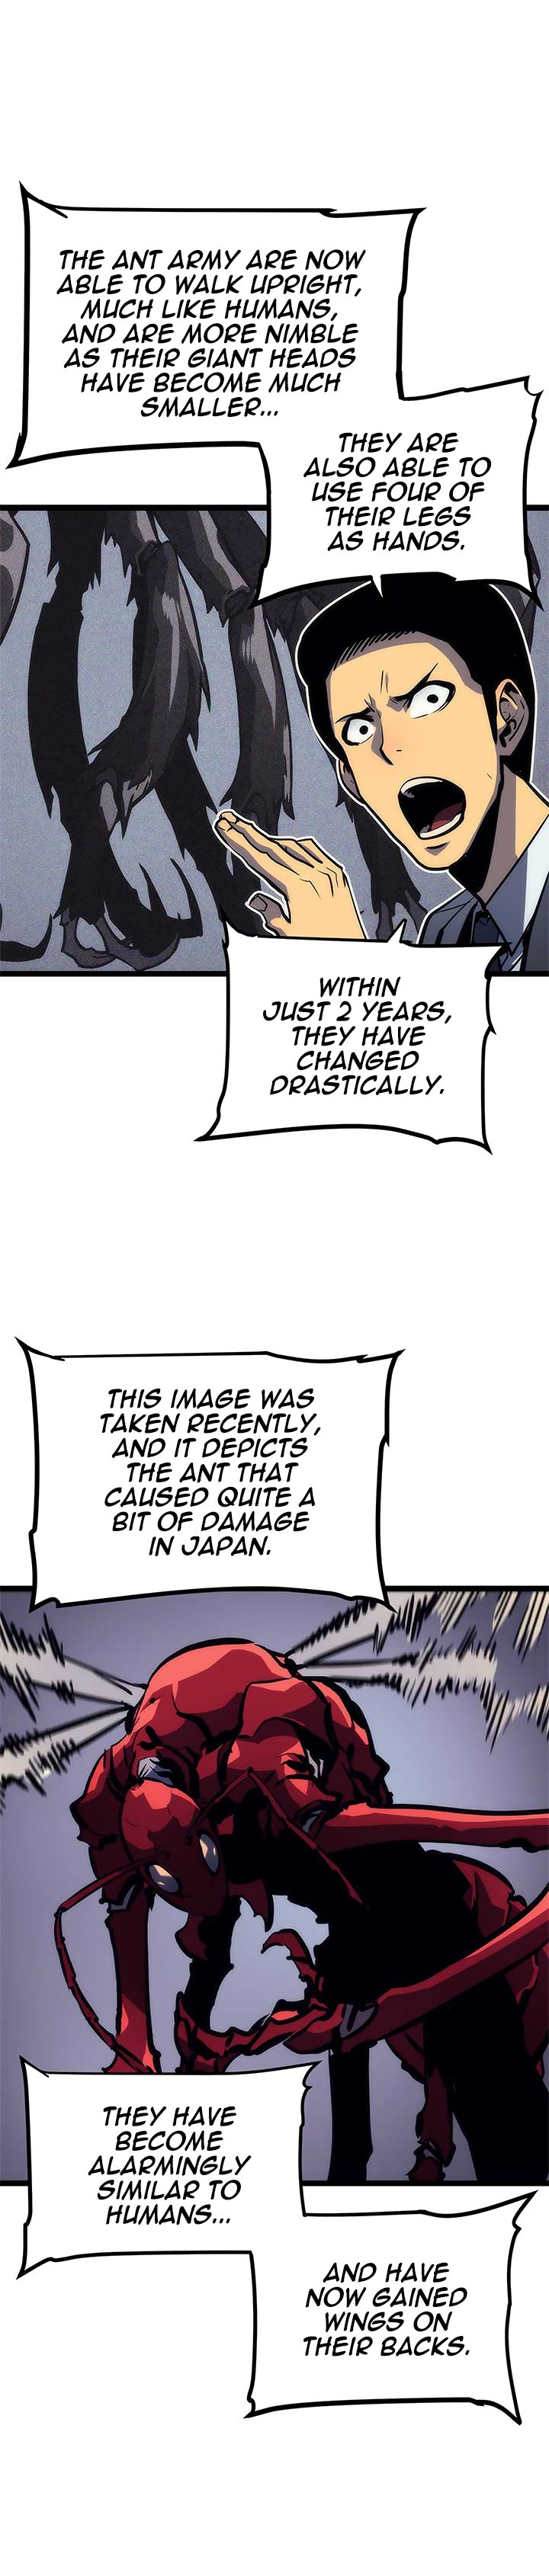 THE ANT ARMY ARE NOW
ABLE TO WALK UPRIGHT,
MUCH LIKE HUMANS,
AND ARE MORE NIMBLE
AS THEIR GIANT HEADS
HAVE BECOME MUCH
SMALLER...
THEY ARE
ALSO ABLE TO
USE FOUR OF
THEIR LEGS
AS HANDS.
WITHIN
JUST 2 YEARS,
THEY HAVE
CHANGED
DRASTICALLY.
THIS IMAGE WAS
TAKEN RECENTLY,
AND IT DEPICTS
THE ANT THAT
CAUSED QUITE A
BIT OF DAMAGE
IN JAPAN.
THEY HAVE
BECOME
ALARMINGLY
SIMILAR TO
HUMANS...
AND HAVE
NOW GAINED
WINGS ON
THEIR BACKS.